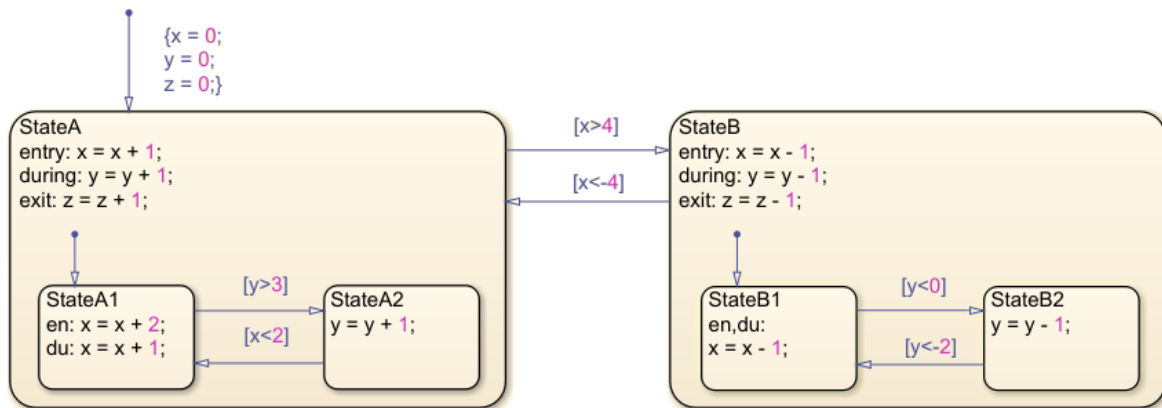 {x = 0;
y = 0;
z = 0;}
StateA
entry: x = x + 1;
during: y = y + 1;
exit: z = z + 1;
StateA1
en: x = x + 2;
du: x = x + 1;
[y>3]
[x<2]
StateA2
y = y + 1;
[x>4]
[x<-4]
StateB
entry: x = x - 1;
during: y = y - 1;
exit: z = z - 1;
StateB1
en,du:
x = x - 1;
[y<0]
[y<-2]
StateB2
y = y - 1;